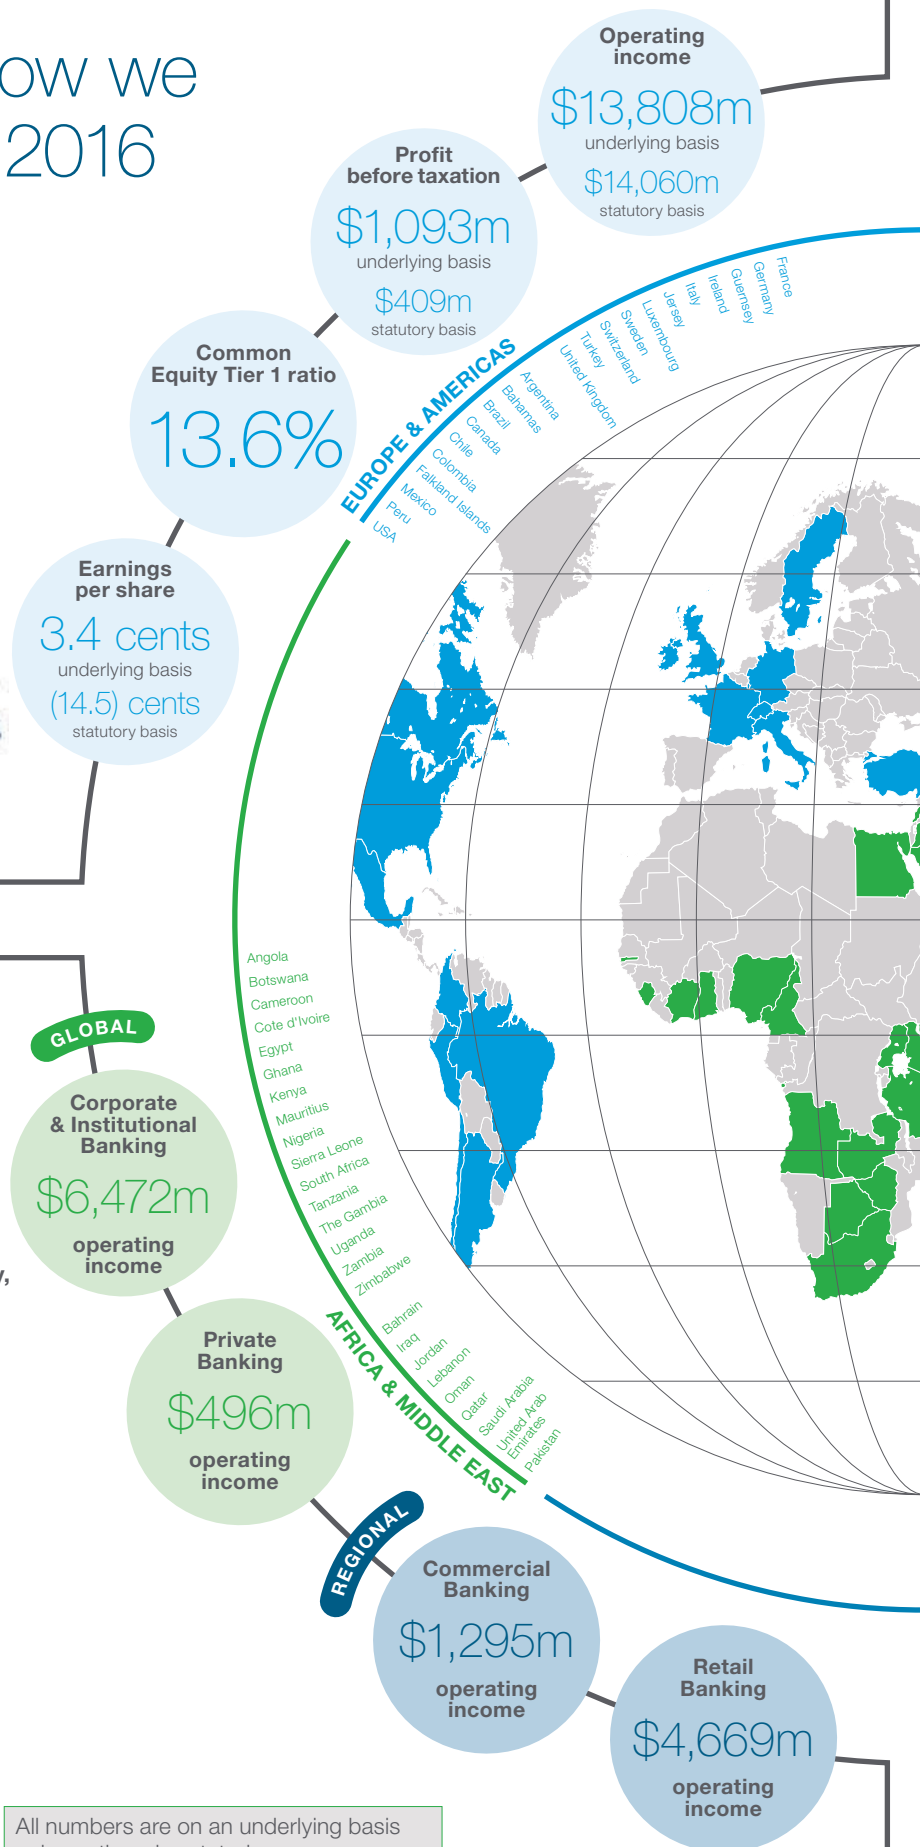 ow we
2016
Operating
income
$13,808m
underlying basis
$14,060m
statutory basis
Profit
before taxation
$1,093m
underlying basis
$409m
statutory basis
Common
Equity Tier 1 ratio
13.6%
Earnings
per share
3.4 cents
underlying basis
(14.5) cents
statutory basis
EUROPE & AMERICAS
France
Germany
Guernsey
Ireland
Italy
Jersey
Luxembourg
Sweden
Switzerland
Turkey
United Kingdom
Argentina
Bahamas
Brazil
Canada
Chile
Colombia
Falkland Islands
Mexico
Peru
USA
Angola
Botswana
Cameroon
Cote d'Ivoire
Egypt
Ghana
Kenya
Mauritius
Nigeria
Sierra Leone
South Africa
Tanzania
The Gambia
Uganda
Zambia
Zimbabwe
Bahrain
Iraq
Jordan
Lebanon
Oman
Qatar
Saudi Arabia
United Arab
Emirates
Pakistan
AFRICA & MIDDLE EAST
GLOBAL
Corporate
& Institutional
Banking
$6,472m
operating
income
y,
Private
Banking
$496m
operating
income
REGIONAL
Commercial
Banking
$1,295m
operating
income
Retail
Banking
$4,669m
operating
income
All numbers are on an underlying basis